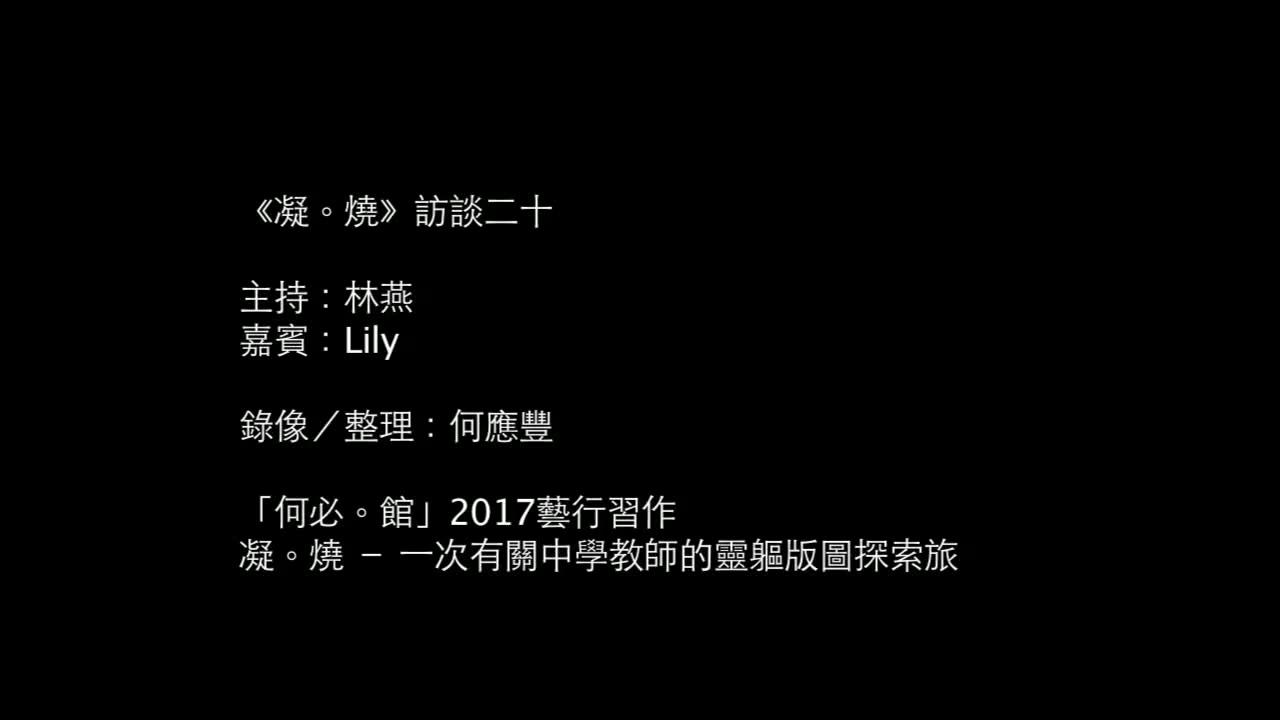 《凝。燒》訪談二十
主持：林燕
嘉賓：Lily
錄像／整理：何應豐
「何必。館」2017藝行習作
凝。燒 – 一次有關中學教師的靈軀版圖探索旅